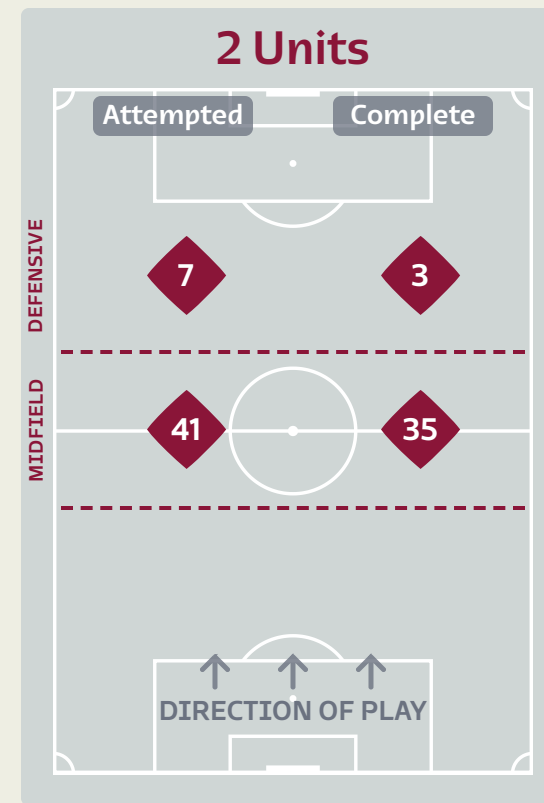 2 Units
Attempted Complete
DEFENSIVE
7 3
MIDFIELD
41 35
DIRECTION OF PLAY